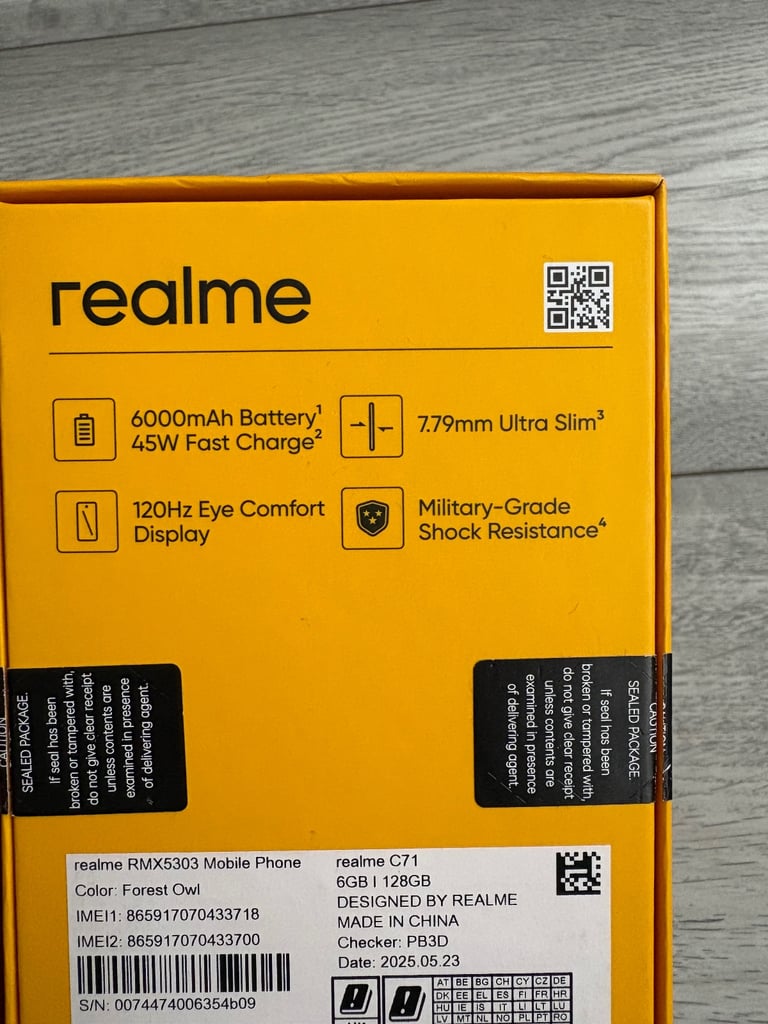 realme
6000mAh Battery¹
45W Fast Charge²
7.79mm Ultra Slim³
120Hz Eye Comfort
Display
Military-Grade
Shock Resistance⁴
CAUTION
SEALED PACKAGE.
If seal has been
broken or tampered with,
do not give clear receipt
unless contents are
examined in presence
of delivering agent.
CAUTION
SEALED PACKAGE.
If seal has been
broken or tampered with,
do not give clear receipt
unless contents are
examined in presence
of delivering agent.
realme RMX5303 Mobile Phone
Color: Forest Owl
IMEI1: 865917070433718
IMEI2: 865917070433700
S/N: 0074474006354b09
realme C71
6GB | 128GB
DESIGNED BY REALME
MADE IN CHINA
Checker: PB3D
Date: 2025.05.23
AT BE BG CH CY CZ DE
DK EE EL ES FI FR HR
HU IE IS IT LI LT LU
LV MT NL NO PL PT RO